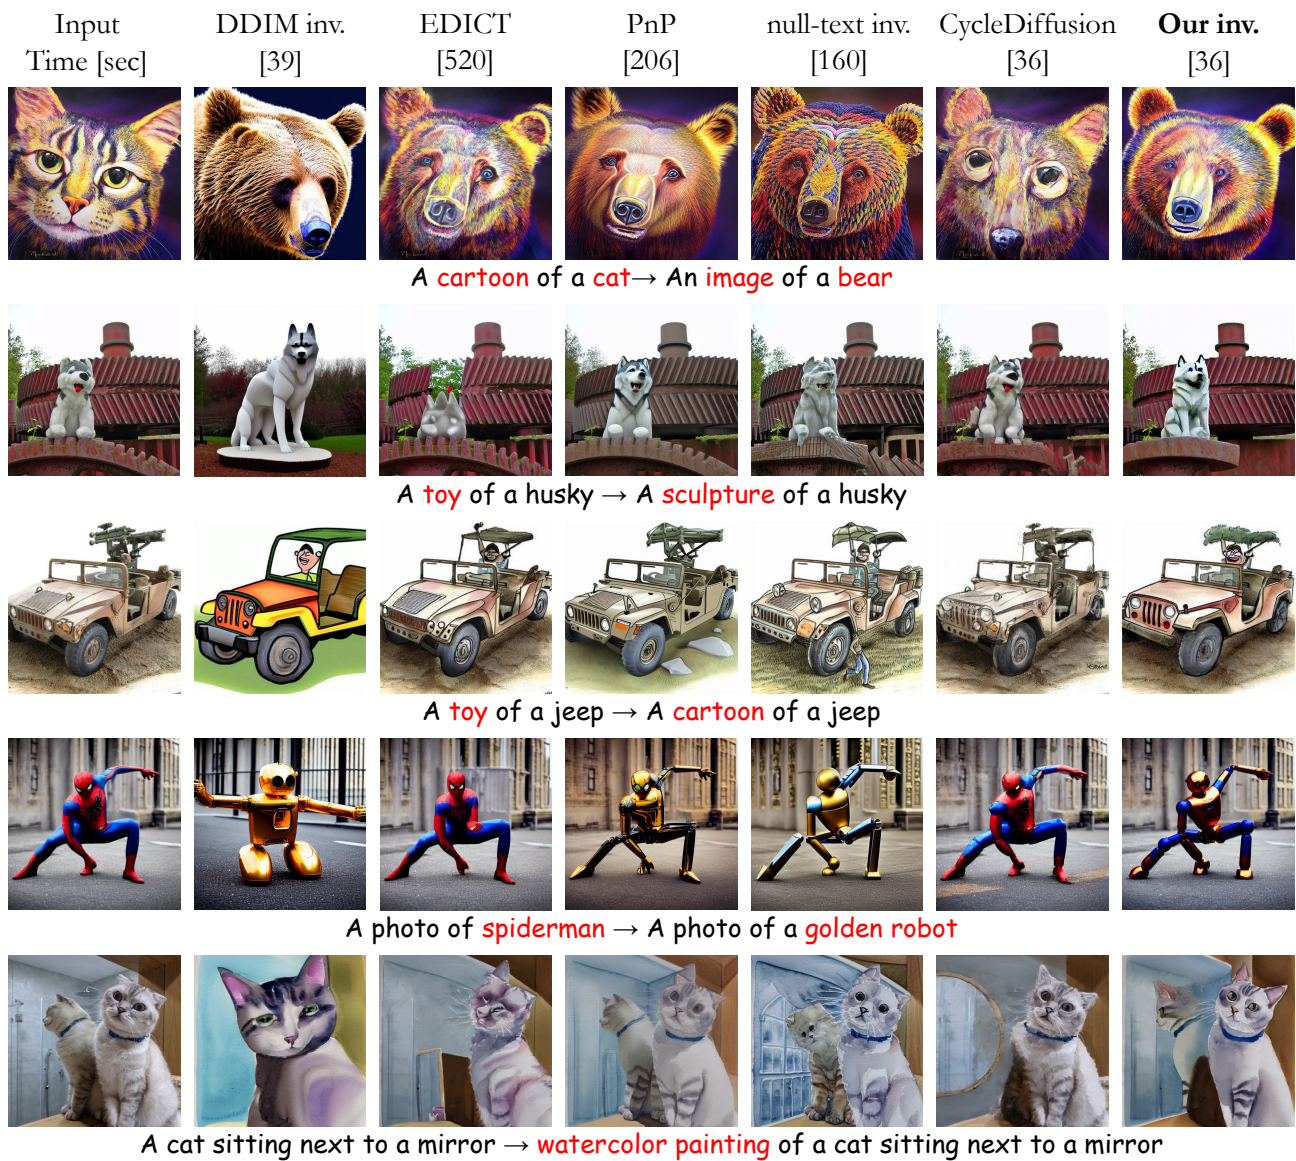 Input DDIM inv. EDICT PnP null-text inv. CycleDiffusion Our inv.
Time [sec] [39] [520] [206] [160] [36] [36]
A cartoon of a cat→ An image of a bear
A toy of a husky → A sculpture of a husky
A toy of a jeep → A cartoon of a jeep
A photo of spiderman → A photo of a golden robot
A cat sitting next to a mirror → watercolor painting of a cat sitting next to a mirror